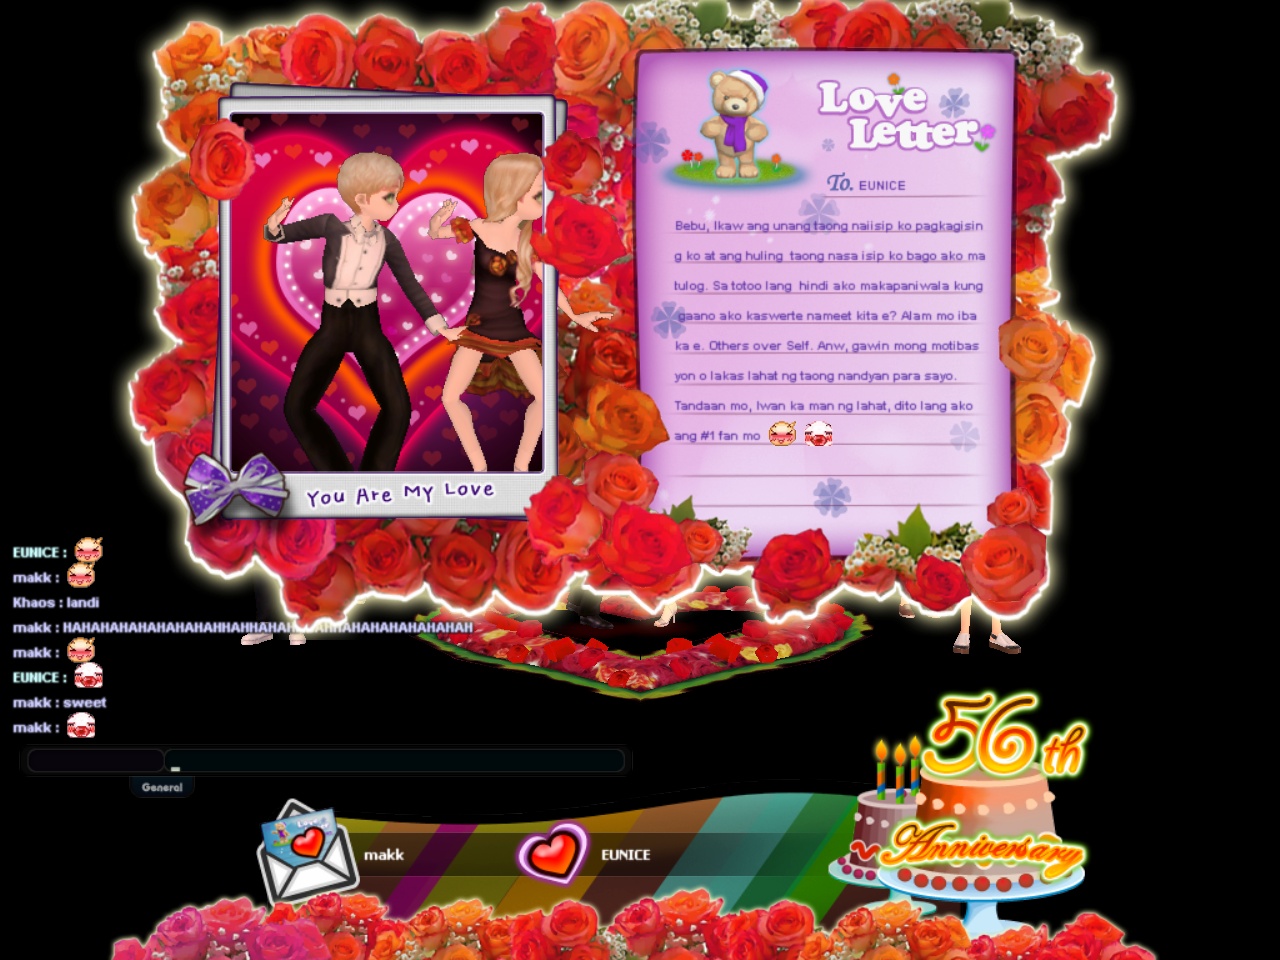 Love
Letter
To. EUNICE
Bebu, Ikaw ang unang taong naiisip ko pagkagisin
g ko at ang huling  taong nasa isip ko bago ako ma
tulog. Sa totoo lang  hindi ako makapaniwala kung
gaano ako kaswerte nameet kita e? Alam mo iba
ka e. Others over Self. Anw, gawin mong motibas
yon o lakas lahat ng taong nandyan para sayo.
Tandaan mo, Iwan ka man ng lahat, dito lang ako
ang #1 fan mo
You Are My Love
EUNICE :
makk :
Khaos : landi
makk :
EUNICE :
makk : sweet
makk :
General
makk
EUNICE
56th
Anniversary